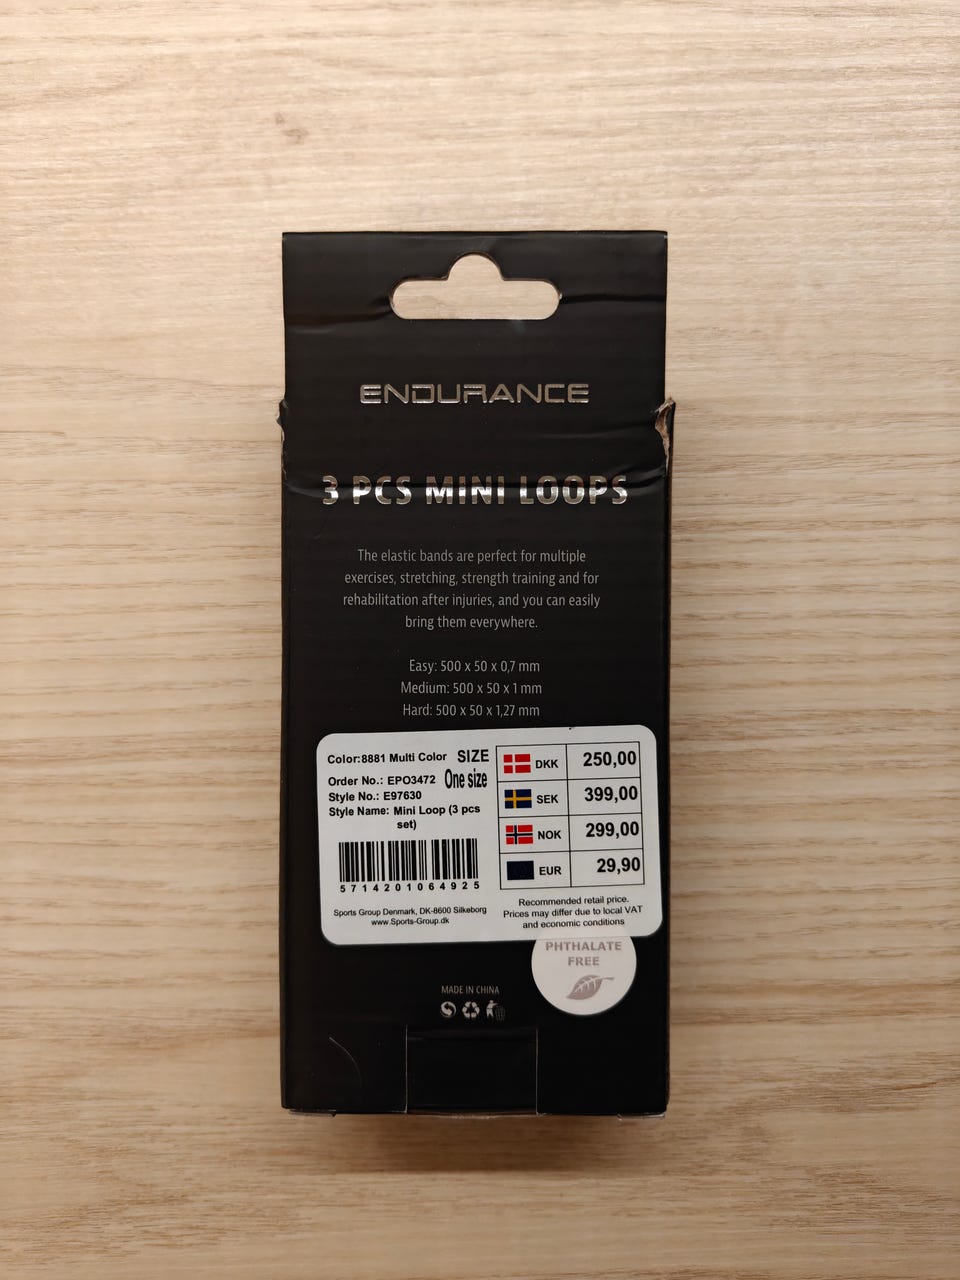 ENDURANCE
3 PCS MINI LOOPS
The elastic bands are perfect for multiple
exercises, stretching, strength training and for
rehabilitation after injuries, and you can easily
bring them everywhere.
Easy: 500 x 50 x 0,7 mm
Medium: 500 x 50 x 1 mm
Hard: 500 x 50 x 1,27 mm
Color:8881 Multi Color SIZE
Order No.: EPO3472 One size
Style No.: E97630
Style Name: Mini Loop (3 pcs
set)
5714201064925
Sports Group Denmark, DK-8600 Silkeborg
www.Sports-Group.dk
DKK 250,00
SEK 399,00
NOK 299,00
EUR 29,90
Recommended retail price.
Prices may differ due to local VAT
and economic conditions
PHTHALATE
FREE
MADE IN CHINA